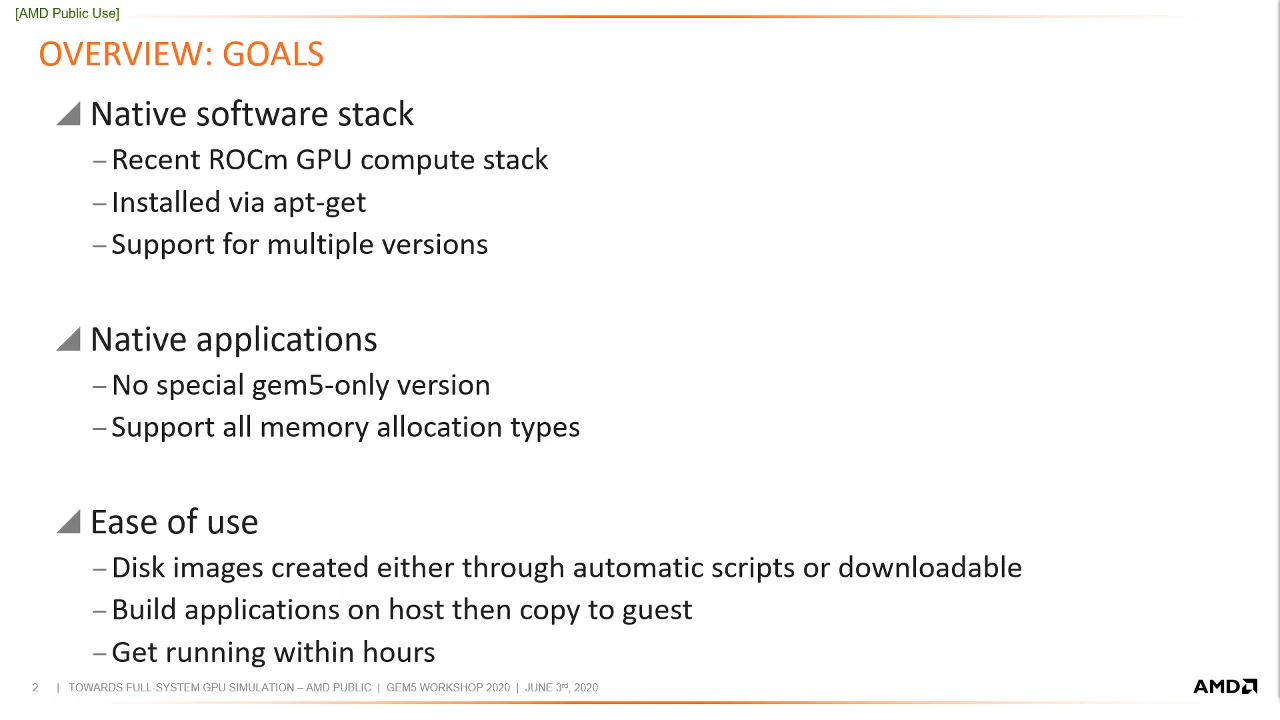 [AMD Public Use]
OVERVIEW: GOALS
Native software stack
– Recent ROCm GPU compute stack
– Installed via apt-get
– Support for multiple versions
Native applications
– No special gem5-only version
– Support all memory allocation types
Ease of use
– Disk images created either through automatic scripts or downloadable
– Build applications on host then copy to guest
– Get running within hours
2 | TOWARDS FULL-SYSTEM GPU SIMULATION – AMD PUBLIC | GEM5 WORKSHOP 2020 | JUNE 3rd, 2020
AMD